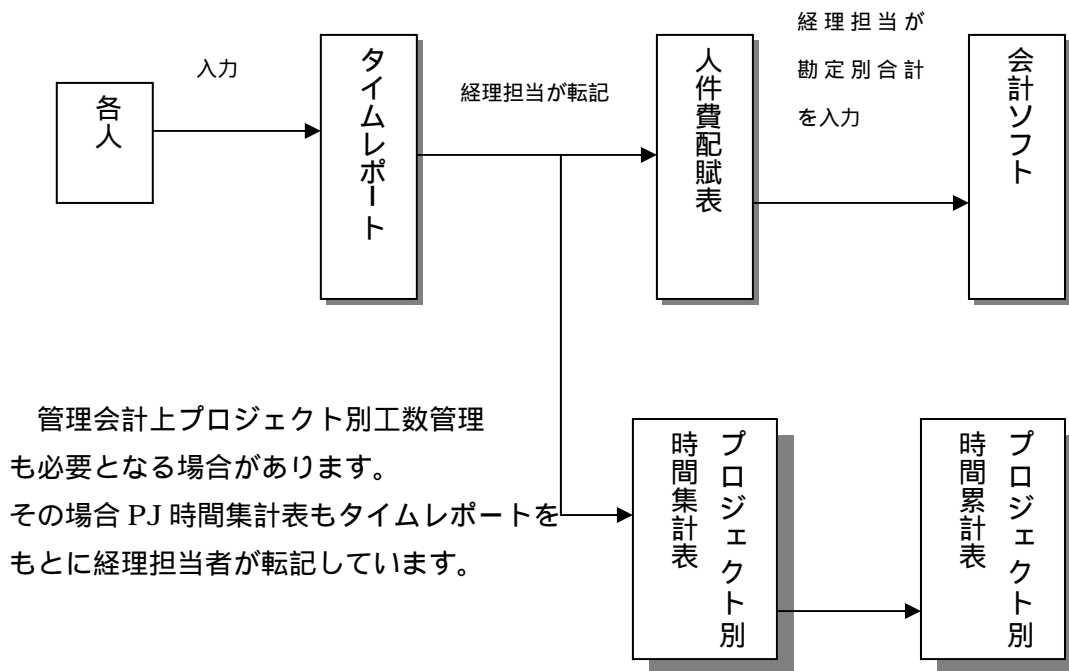 各人
入力
タイムレポート
経理担当が転記
人件費配賦表
経理担当が
勘定別合計
を入力
会計ソフト
管理会計上プロジェクト別工数管理
も必要となる場合があります。
その場合 PJ 時間集計表もタイムレポートを
もとに経理担当者が転記しています。
プロジェクト別
時間集計表
プロジェクト別
時間累計表